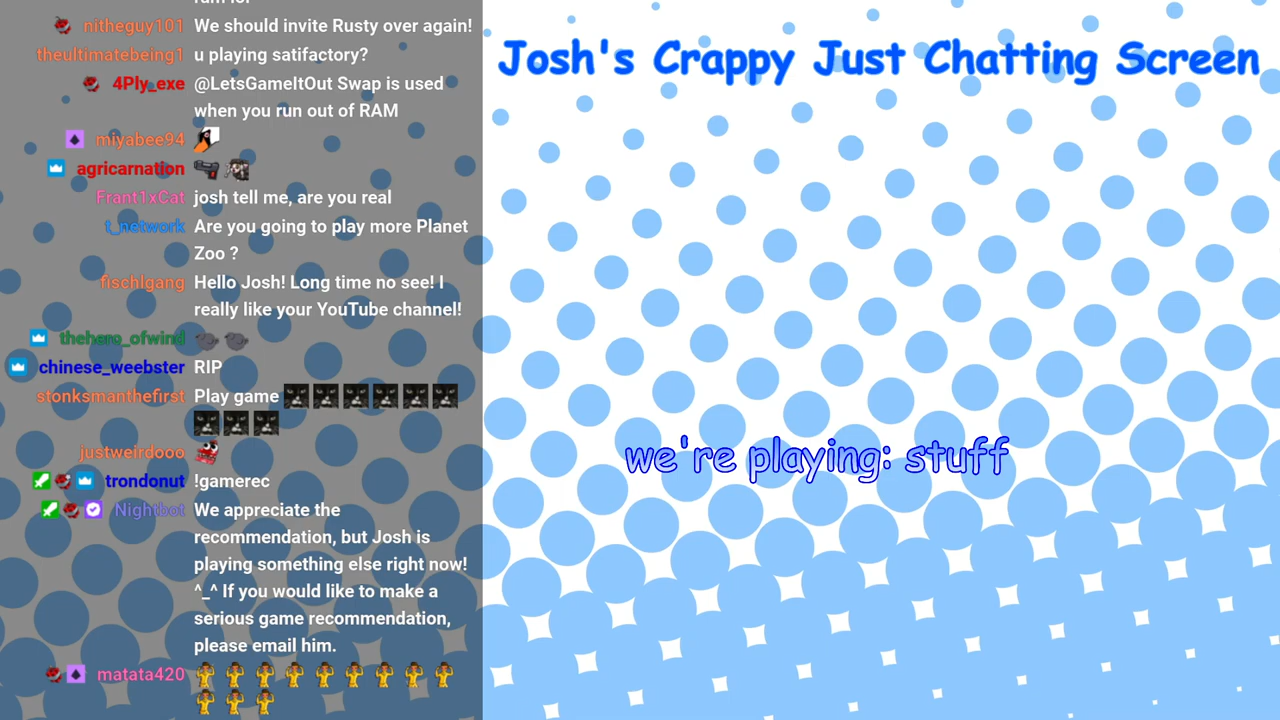 nitheguy101 We should invite Rusty over again!
theultimatebeing1 u playing satifactory?
4Ply_exe @LetsGameItOut Swap is used
when you run out of RAM
miyabee94
agricarnation
Frant1xCat josh tell me, are you real
t_network Are you going to play more Planet
Zoo ?
fischlgang Hello Josh! Long time no see! I
really like your YouTube channel!
thehero_ofwind
chinese_weebster RIP
stonksmanthefirst Play game
justweirdooo
trondonut !gamerec
Nightbot We appreciate the
recommendation, but Josh is
playing something else right now!
^_^ If you would like to make a
serious game recommendation,
please email him.
matata420
Josh's Crappy Just Chatting Screen
we're playing: stuff